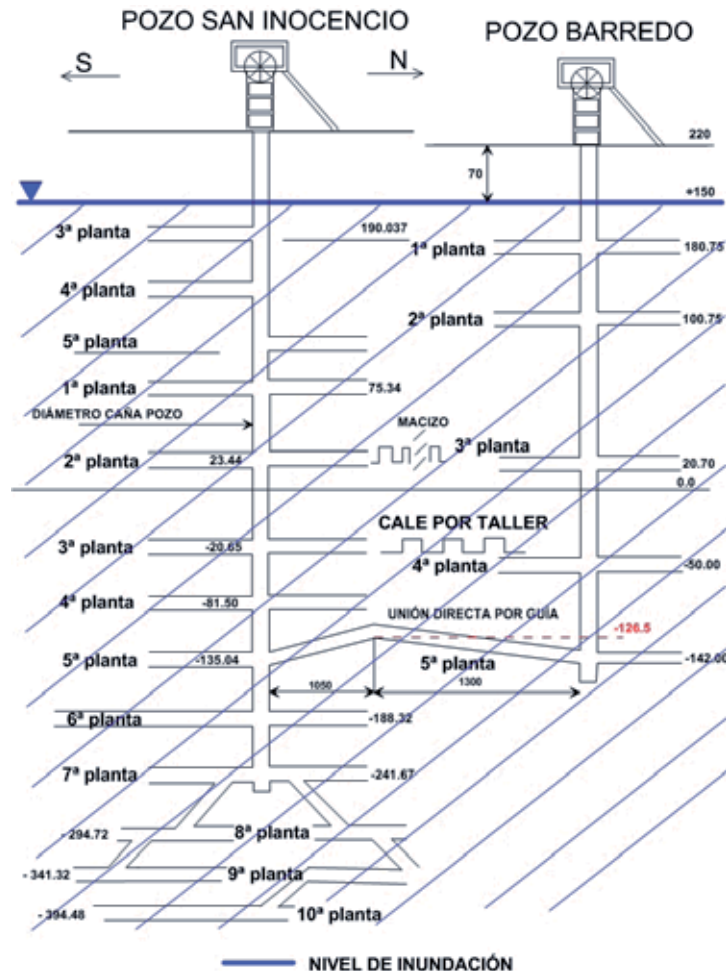 POZO SAN INOCENCIO
POZO BARREDO
S
N
220
70
+150
3ª planta
190.037
1ª planta
180.75
4ª planta
2ª planta
100.75
5ª planta
1ª planta
75.34
DIÁMETRO CAÑA POZO
MACIZO
2ª planta
23.44
3ª planta
20.70
0.0
CALE POR TALLER
3ª planta
-20.65
4ª planta
-50.00
4ª planta
-81.50
UNIÓN DIRECTA POR GUÍA
-126.5
5ª planta
-135.04
5ª planta
-142.00
1050
1300
6ª planta
-188.32
7ª planta
-241.67
- 294.72
8ª planta
- 341.32
9ª planta
- 394.48
10ª planta
NIVEL DE INUNDACIÓN